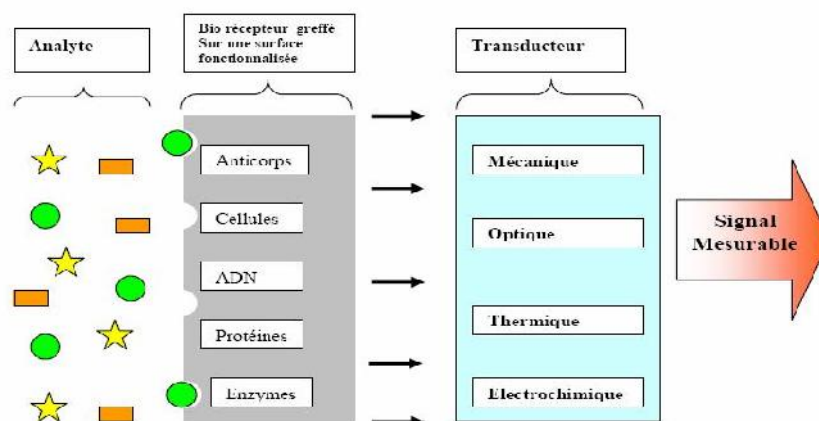 Analyte
Bio récepteur greffé
Sur une surface
fonctionnalisée
Transducteur
Anticorps
Cellules
ADN
Protéines
Enzymes
Mécanique
Optique
Thermique
Electrochimique
Signal
Mesurable